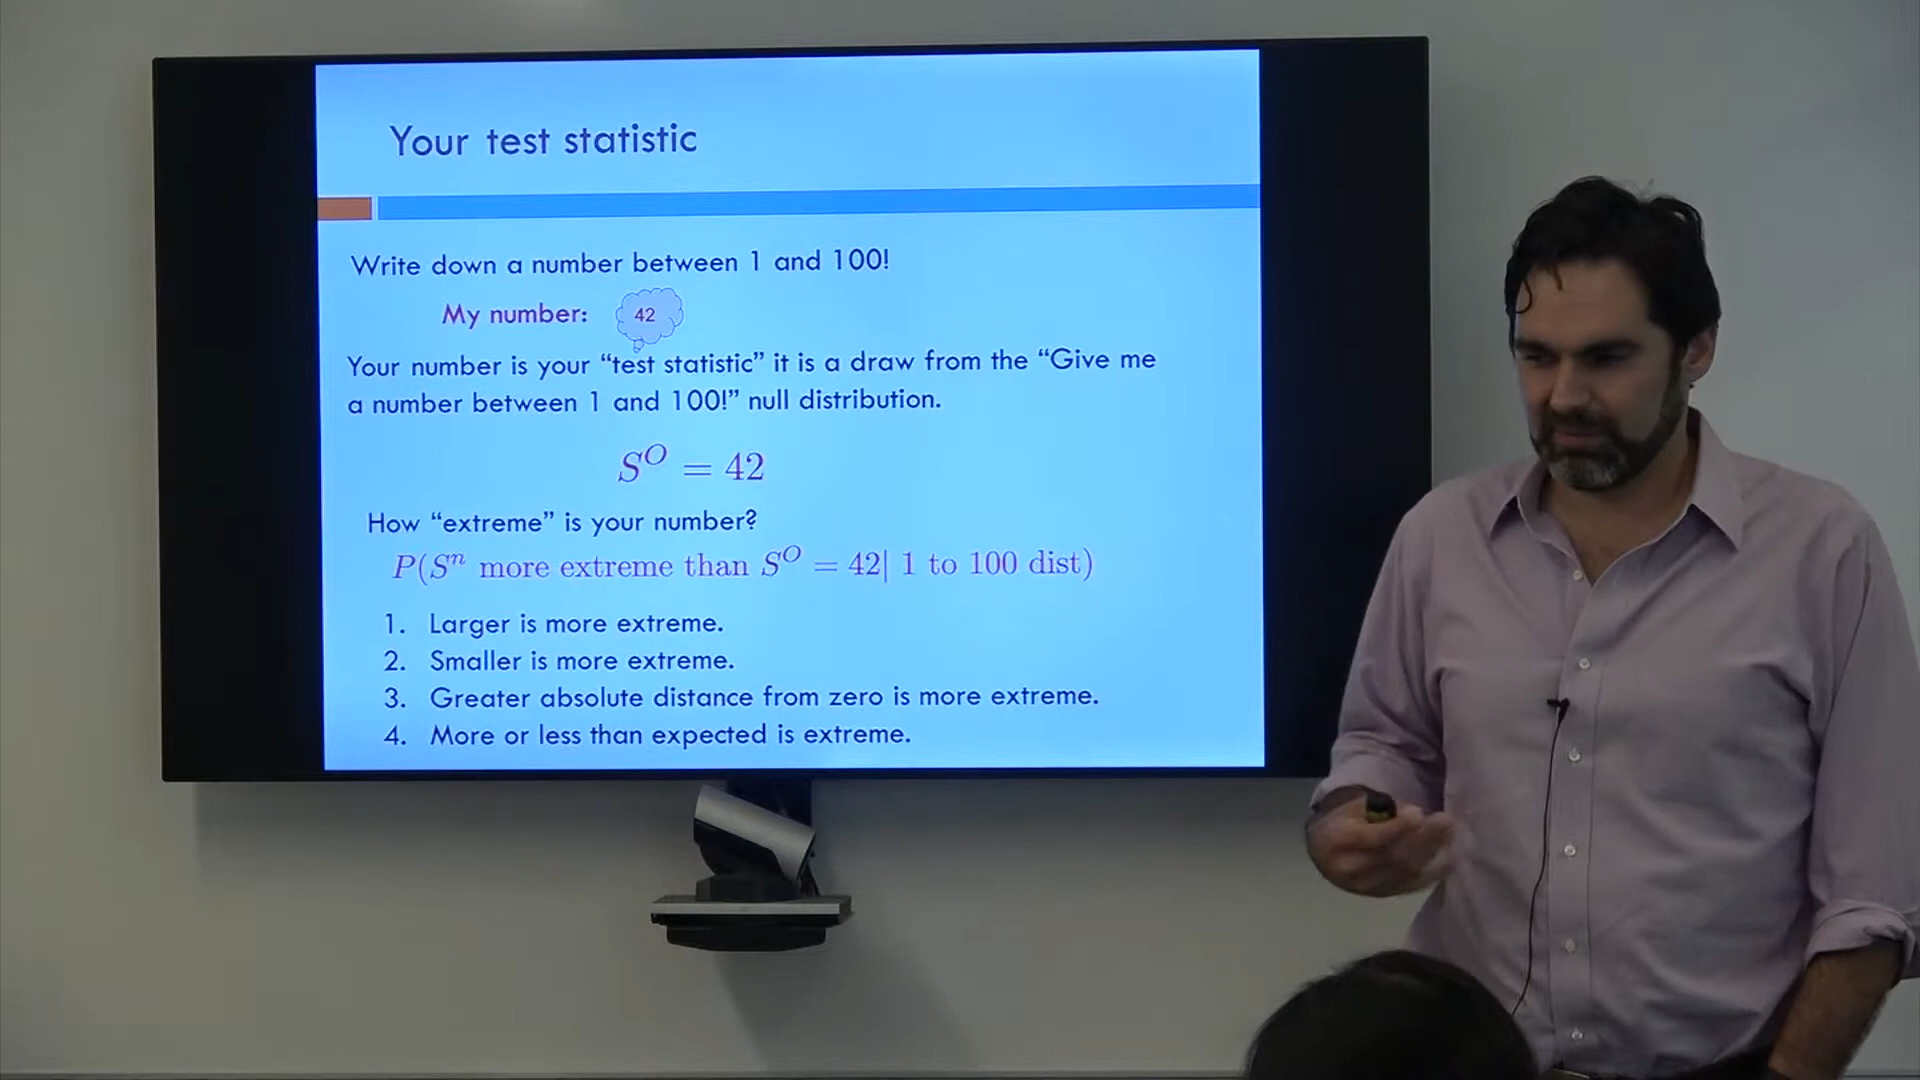 Your test statistic
Write down a number between 1 and 100!
My number: 42
Your number is your “test statistic” it is a draw from the “Give me
a number between 1 and 100!” null distribution.
S^O = 42
How “extreme” is your number?
P(S^n more extreme than S^O = 42| 1 to 100 dist)
1. Larger is more extreme.
2. Smaller is more extreme.
3. Greater absolute distance from zero is more extreme.
4. More or less than expected is extreme.